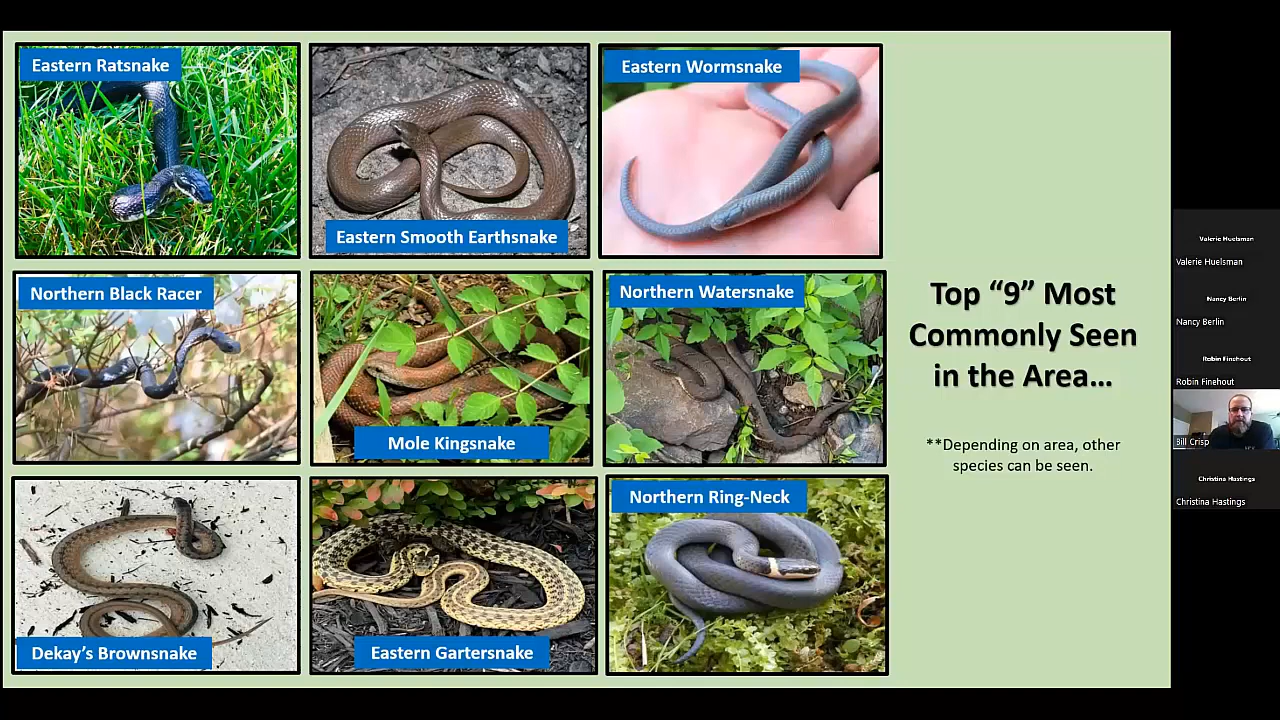 Eastern Ratsnake
Eastern Smooth Earthsnake
Eastern Wormsnake
Northern Black Racer
Mole Kingsnake
Northern Watersnake
Dekay's Brownsnake
Eastern Gartersnake
Northern Ring-Neck
Top “9” Most
Commonly Seen
in the Area...
**Depending on area, other
species can be seen.
Valerie Huelsman
Valerie Huelsman
Nancy Berlin
Nancy Berlin
Robin Finehout
Robin Finehout
Bill Crisp
Christina Hastings
Christina Hastings